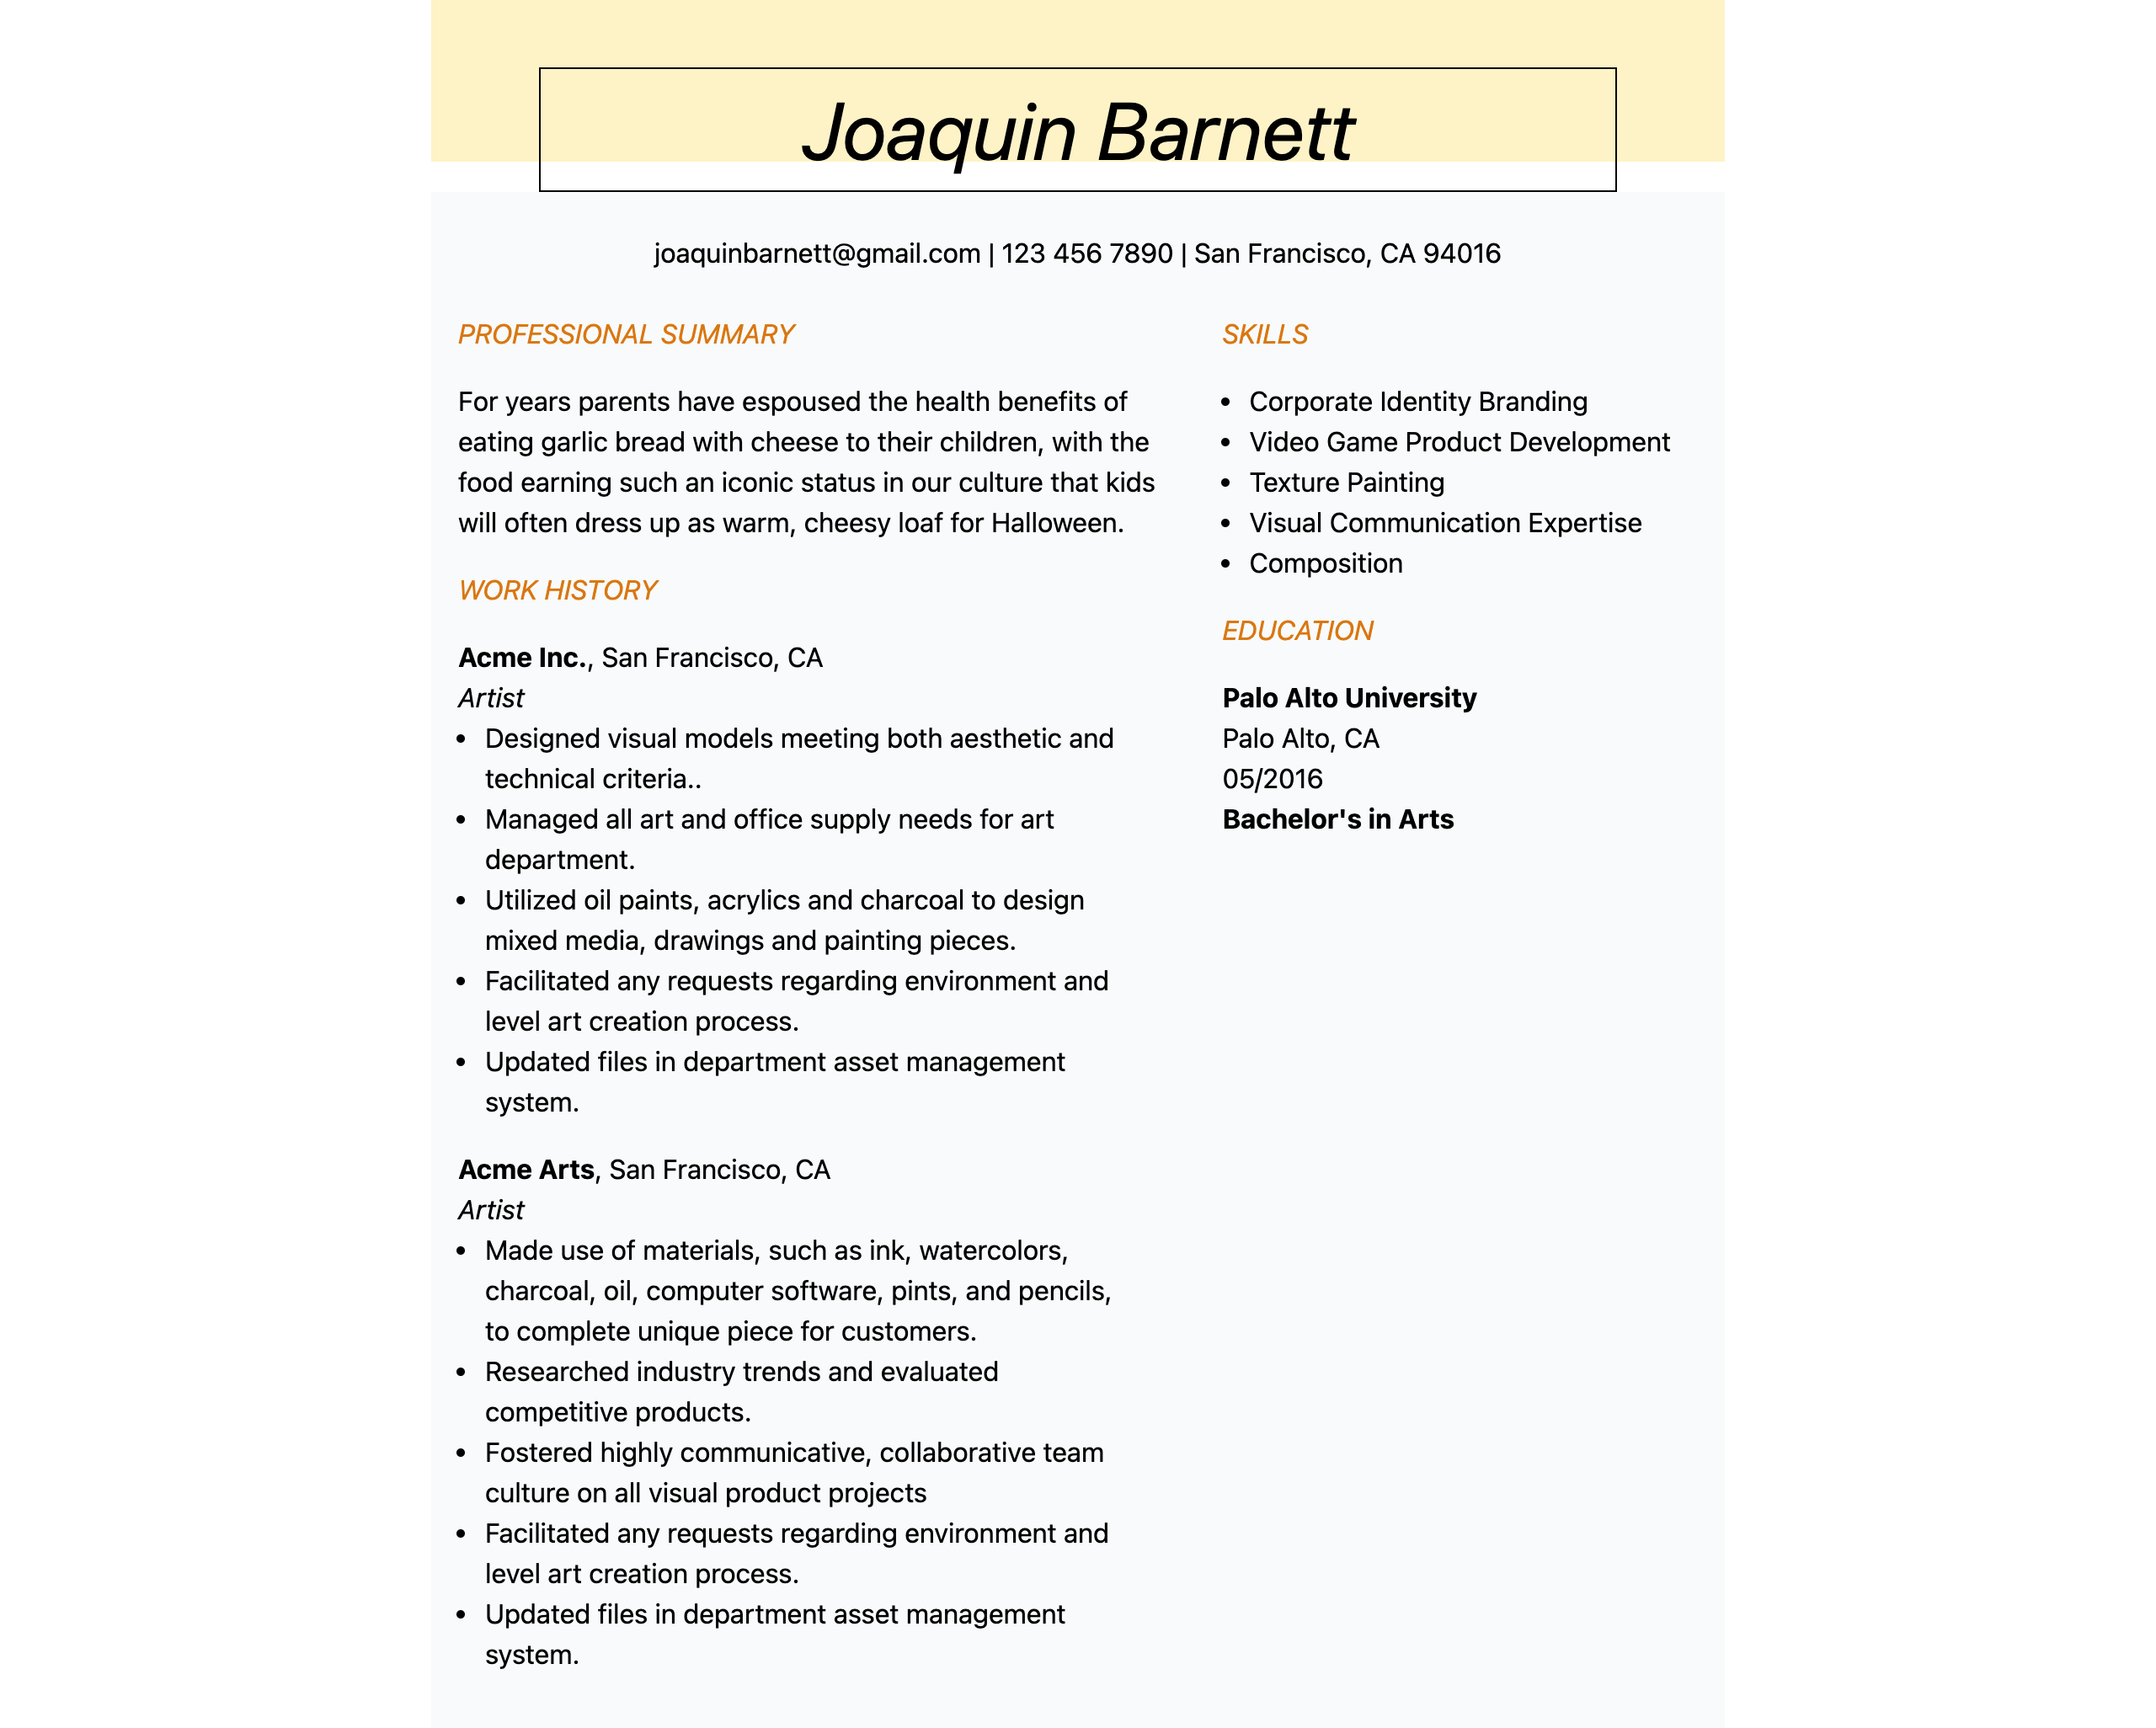 Joaquin Barnett
joaquinbarnett@gmail.com | 123 456 7890 | San Francisco, CA 94016
PROFESSIONAL SUMMARY
For years parents have espoused the health benefits of
eating garlic bread with cheese to their children, with the
food earning such an iconic status in our culture that kids
will often dress up as warm, cheesy loaf for Halloween.
WORK HISTORY
Acme Inc., San Francisco, CA
Artist
• Designed visual models meeting both aesthetic and
technical criteria..
• Managed all art and office supply needs for art
department.
• Utilized oil paints, acrylics and charcoal to design
mixed media, drawings and painting pieces.
• Facilitated any requests regarding environment and
level art creation process.
• Updated files in department asset management
system.
Acme Arts, San Francisco, CA
Artist
• Made use of materials, such as ink, watercolors,
charcoal, oil, computer software, pints, and pencils,
to complete unique piece for customers.
• Researched industry trends and evaluated
competitive products.
• Fostered highly communicative, collaborative team
culture on all visual product projects
• Facilitated any requests regarding environment and
level art creation process.
• Updated files in department asset management
system.
SKILLS
• Corporate Identity Branding
• Video Game Product Development
• Texture Painting
• Visual Communication Expertise
• Composition
EDUCATION
Palo Alto University
Palo Alto, CA
05/2016
Bachelor's in Arts